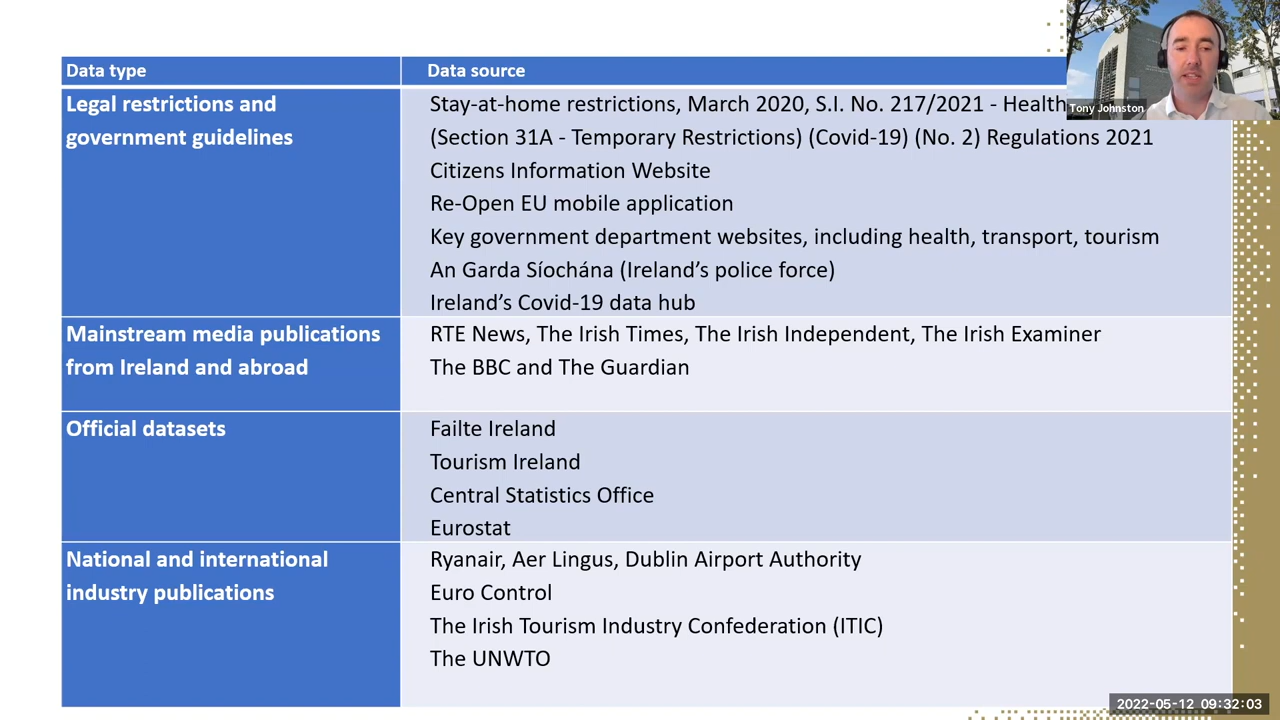 Data type
Data source
Legal restrictions and
government guidelines
Stay-at-home restrictions, March 2020, S.I. No. 217/2021 - Health
(Section 31A - Temporary Restrictions) (Covid-19) (No. 2) Regulations 2021
Citizens Information Website
Re-Open EU mobile application
Key government department websites, including health, transport, tourism
An Garda Síochána (Ireland’s police force)
Ireland’s Covid-19 data hub
Mainstream media publications
from Ireland and abroad
RTE News, The Irish Times, The Irish Independent, The Irish Examiner
The BBC and The Guardian
Official datasets
Failte Ireland
Tourism Ireland
Central Statistics Office
Eurostat
National and international
industry publications
Ryanair, Aer Lingus, Dublin Airport Authority
Euro Control
The Irish Tourism Industry Confederation (ITIC)
The UNWTO
Tony Johnston
2022-05-12 09:32:03